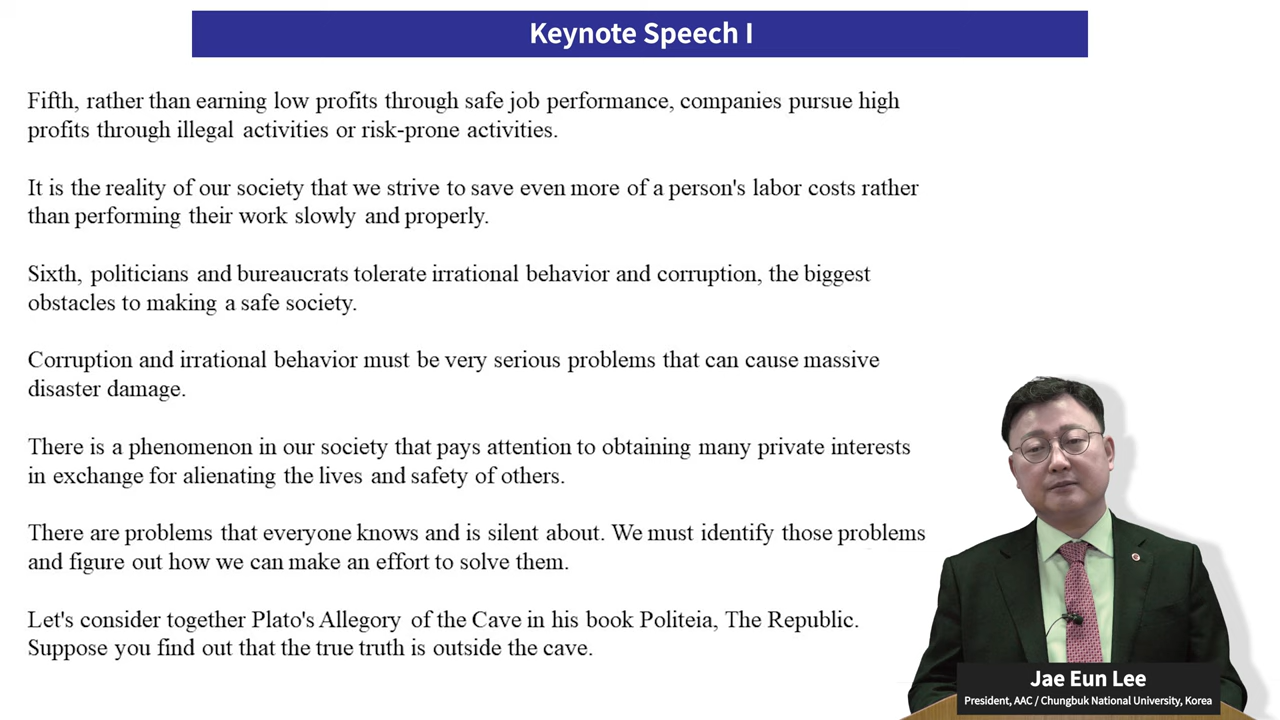 Keynote Speech I
Fifth, rather than earning low profits through safe job performance, companies pursue high
profits through illegal activities or risk-prone activities.
It is the reality of our society that we strive to save even more of a person's labor costs rather
than performing their work slowly and properly.
Sixth, politicians and bureaucrats tolerate irrational behavior and corruption, the biggest
obstacles to making a safe society.
Corruption and irrational behavior must be very serious problems that can cause massive
disaster damage.
There is a phenomenon in our society that pays attention to obtaining many private interests
in exchange for alienating the lives and safety of others.
There are problems that everyone knows and is silent about. We must identify those problems
and figure out how we can make an effort to solve them.
Let's consider together Plato's Allegory of the Cave in his book Politeia, The Republic.
Suppose you find out that the true truth is outside the cave.
Jae Eun Lee
President, AAC / Chungbuk National University, Korea